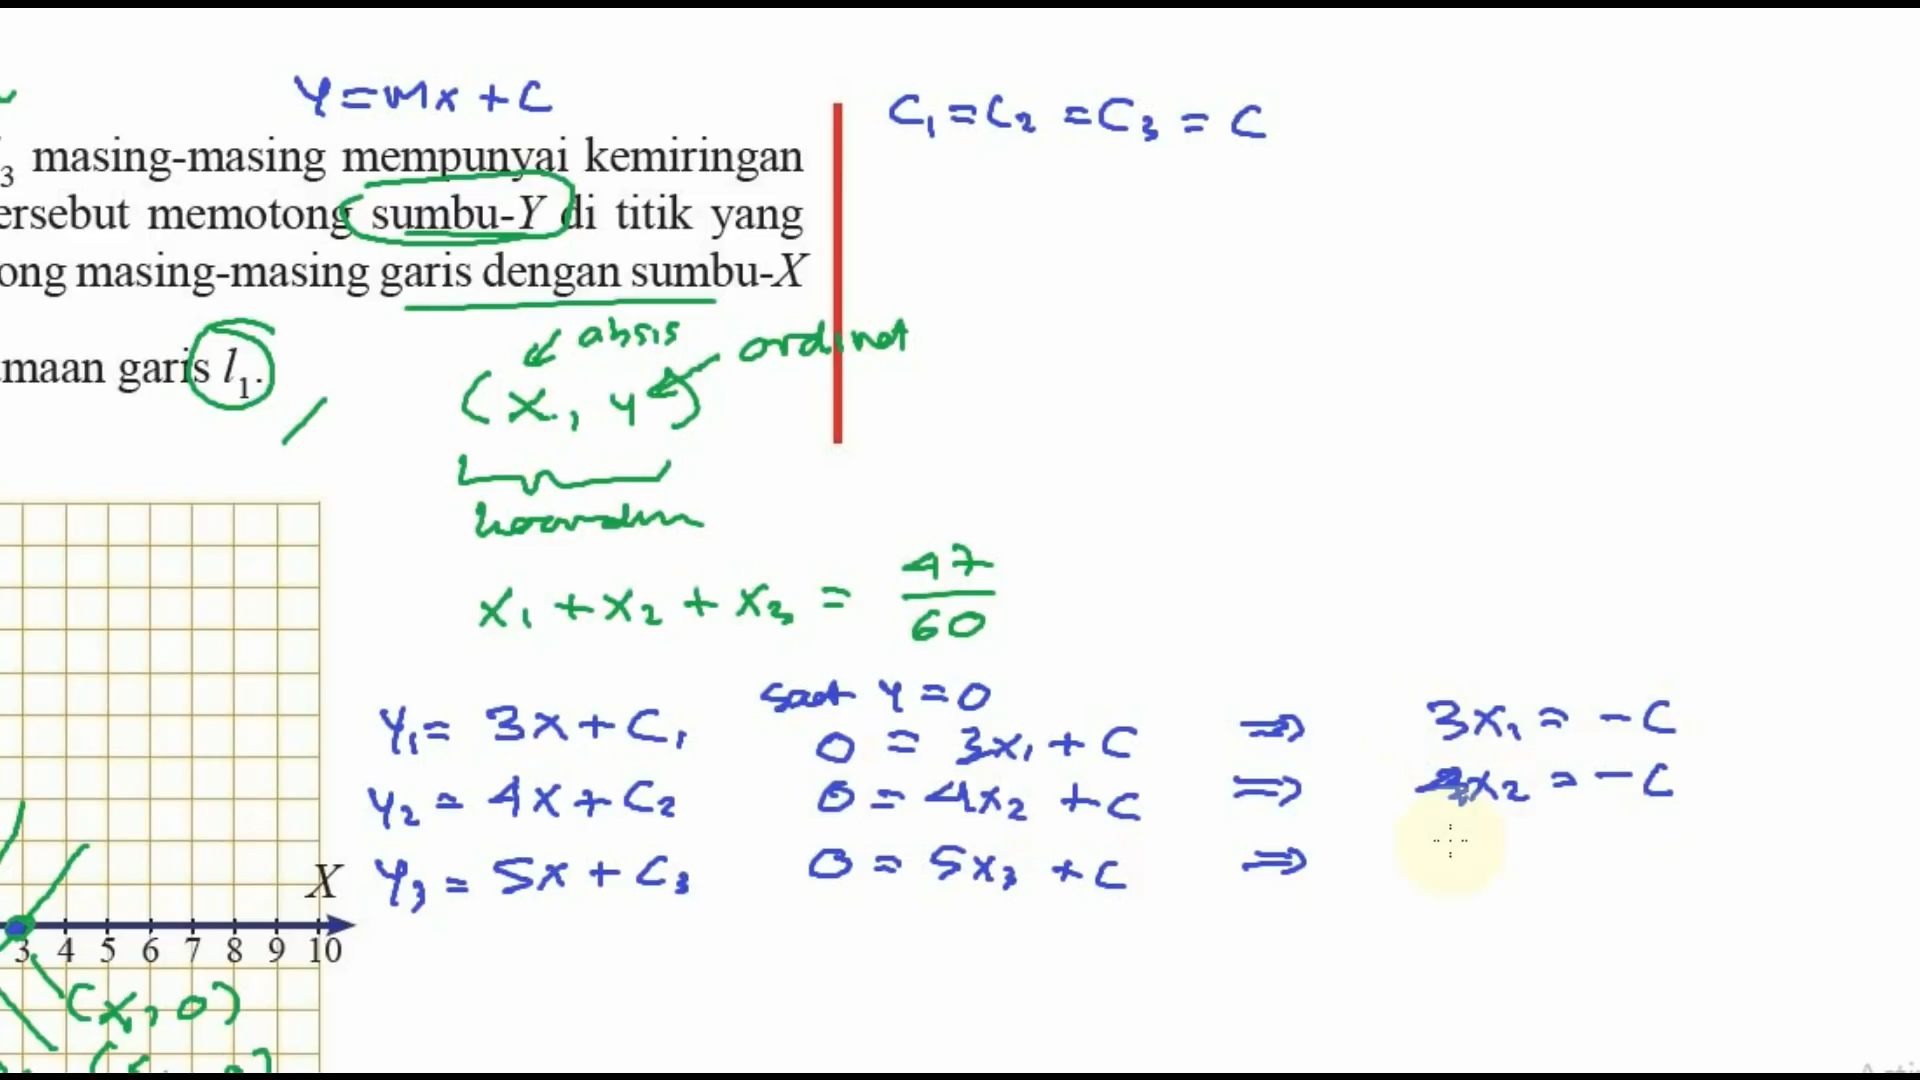 Y = mx + C
C₁ = C₂ = C₃ = C
3 masing-masing mempunyai kemiringan
ersebut memotong sumbu-Y di titik yang
ong masing-masing garis dengan sumbu-X
absis
ordinat
maan garis l₁.
(x, y)
x₁ + x₂ + x₃ = 47/60
saat y = 0
Y₁ = 3x + C₁
0 = 3x₁ + C ⇒ 3x₁ = -C
Y₂ = 4x + C₂
0 = 4x₂ + C ⇒ 4x₂ = -C
Y₃ = 5x + C₃
0 = 5x₃ + C ⇒
X
3 4 5 6 7 8 9 10
(x₁, 0)